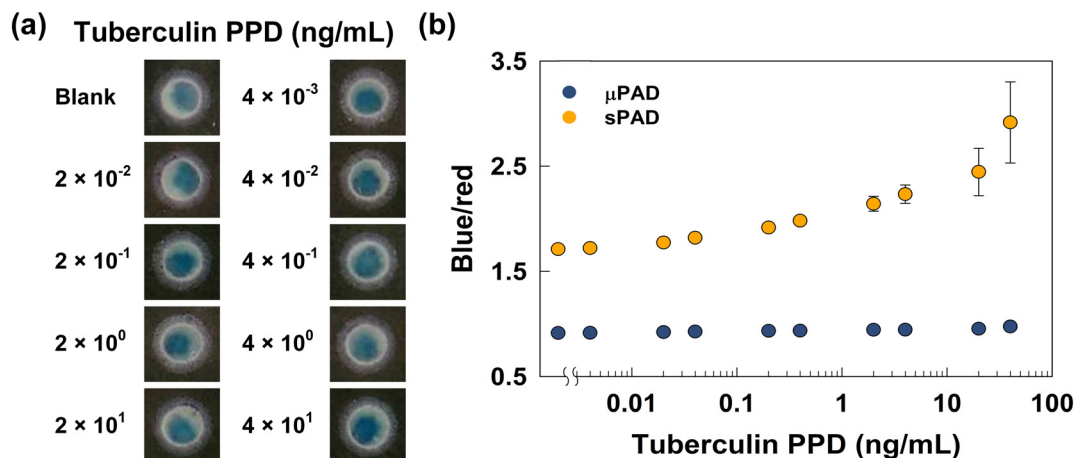 (a) Tuberculin PPD (ng/mL)
Blank 4 × 10⁻³
2 × 10⁻² 4 × 10⁻²
2 × 10⁻¹ 4 × 10⁻¹
2 × 10⁰ 4 × 10⁰
2 × 10¹ 4 × 10¹
(b)
3.5
2.5
1.5
0.5
Blue/red
μPAD
sPAD
0.01 0.1 1 10 100
Tuberculin PPD (ng/mL)